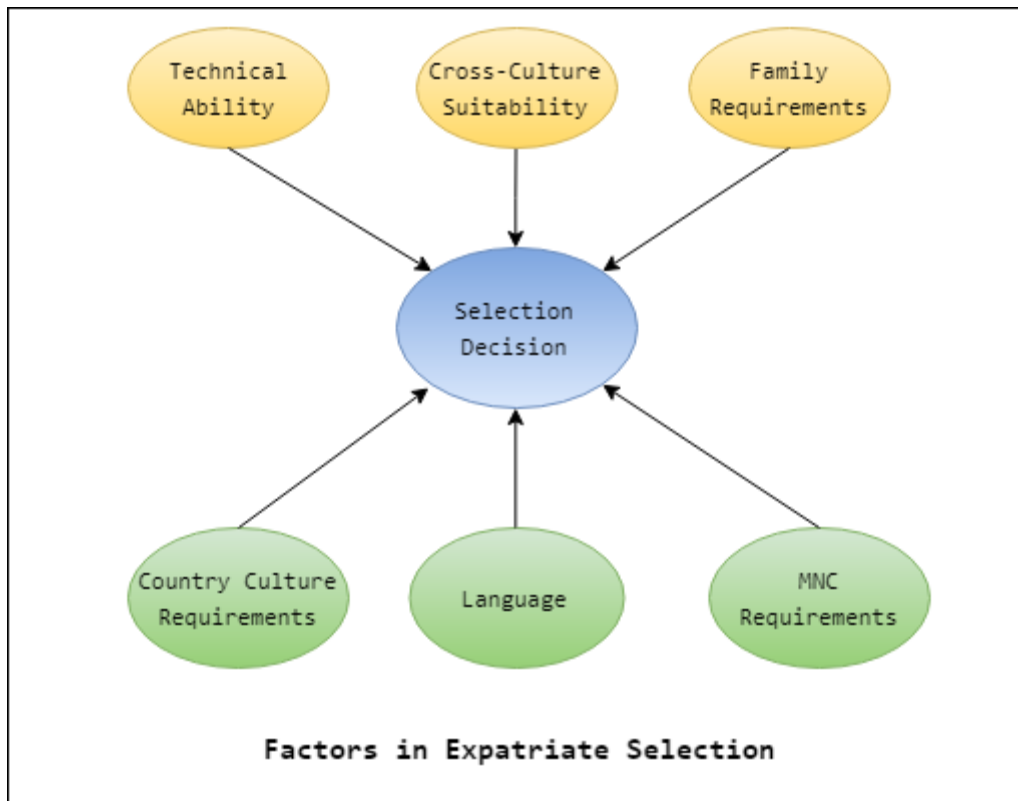 Technical
Ability
Cross-Culture
Suitability
Family
Requirements
Selection
Decision
Country Culture
Requirements
Language
MNC
Requirements
Factors in Expatriate Selection